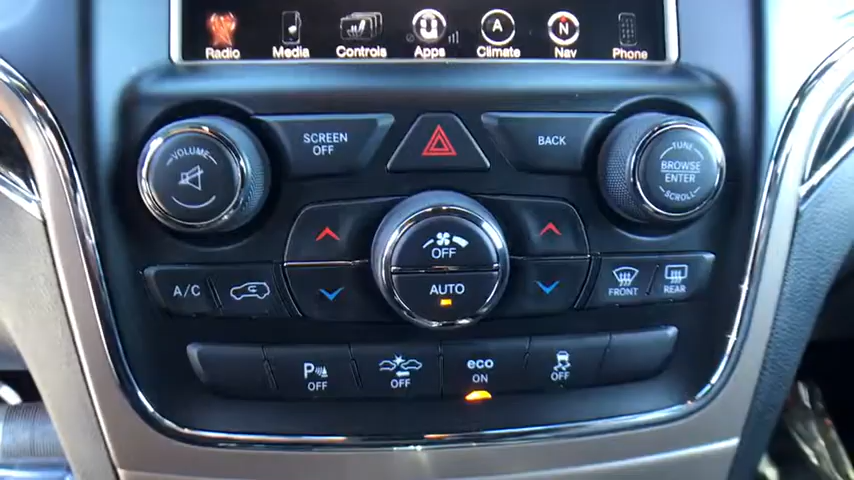 Radio Media Controls Apps Climate Nav Phone
A N
VOLUME
SCREEN
OFF
BACK
TUNE
BROWSE
ENTER
SCROLL
OFF
AUTO
A/C
FRONT
REAR
P OFF
OFF
eco
ON
OFF